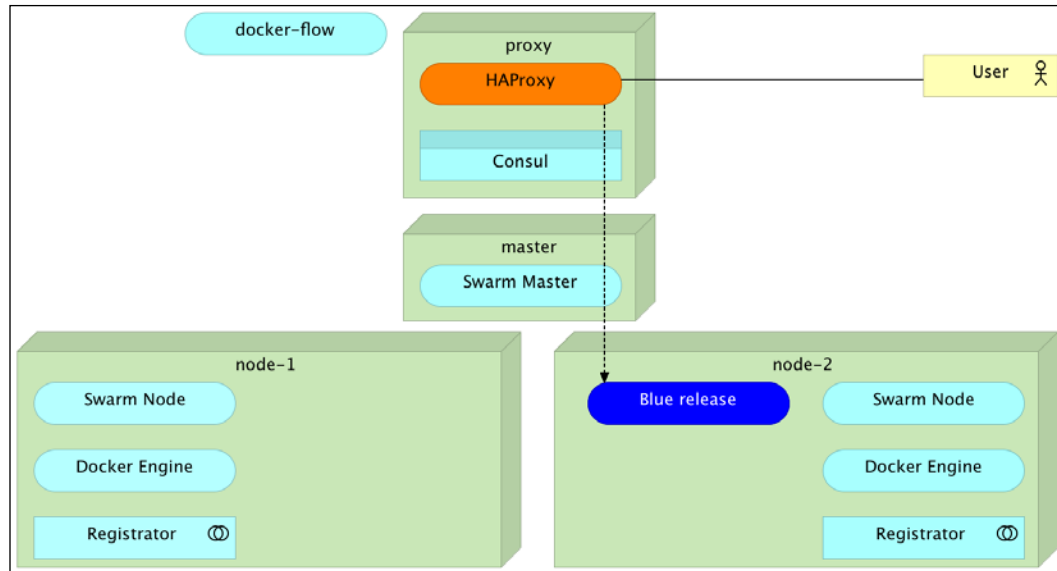 docker-flow
proxy
HAProxy
User
Consul
master
Swarm Master
node-1
Swarm Node
Docker Engine
Registrator
node-2
Blue release
Swarm Node
Docker Engine
Registrator